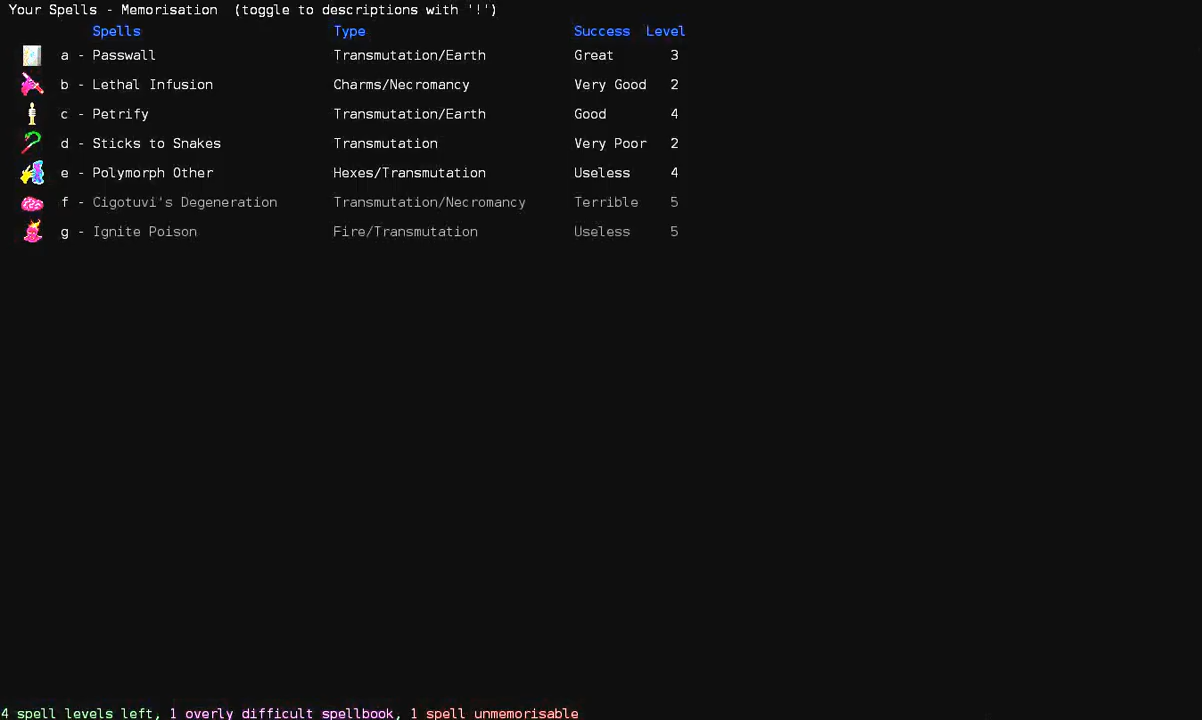 Your Spells - Memorisation (toggle to descriptions with '!')
Spells Type Success Level
a - Passwall Transmutation/Earth Great 3
b - Lethal Infusion Charms/Necromancy Very Good 2
c - Petrify Transmutation/Earth Good 4
d - Sticks to Snakes Transmutation Very Poor 2
e - Polymorph Other Hexes/Transmutation Useless 4
f - Cigotuvi's Degeneration Transmutation/Necromancy Terrible 5
g - Ignite Poison Fire/Transmutation Useless 5
4 spell levels left, 1 overly difficult spellbook, 1 spell unmemorisable